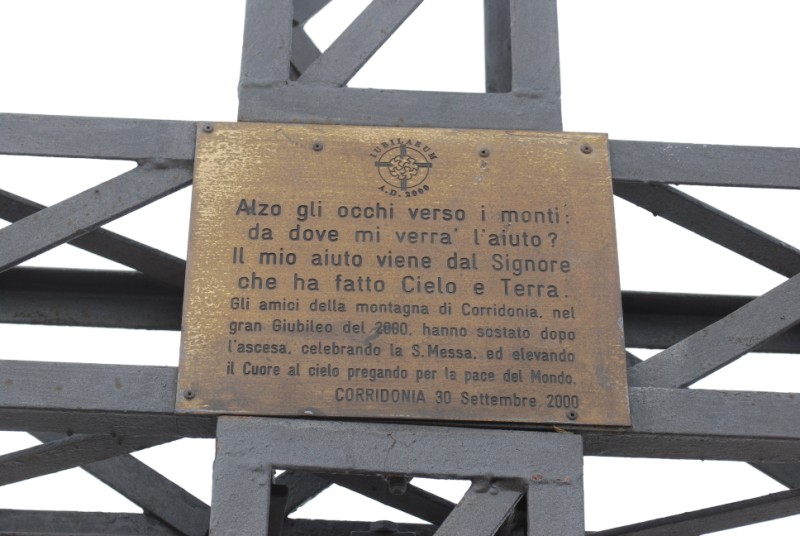 IUBILARUM
A.D. 2000
Alzo gli occhi verso i monti:
da dove mi verra' l'aiuto?
Il mio aiuto viene dal Signore
che ha fatto Cielo e Terra.
Gli amici della montagna di Corridonia, nel
gran Giubileo del 2000, hanno sostato dopo
l'ascesa, celebrando la S.Messa, ed elevando
il Cuore al cielo pregando per la pace del Mondo.
CORRIDONIA 30 Settembre 2000